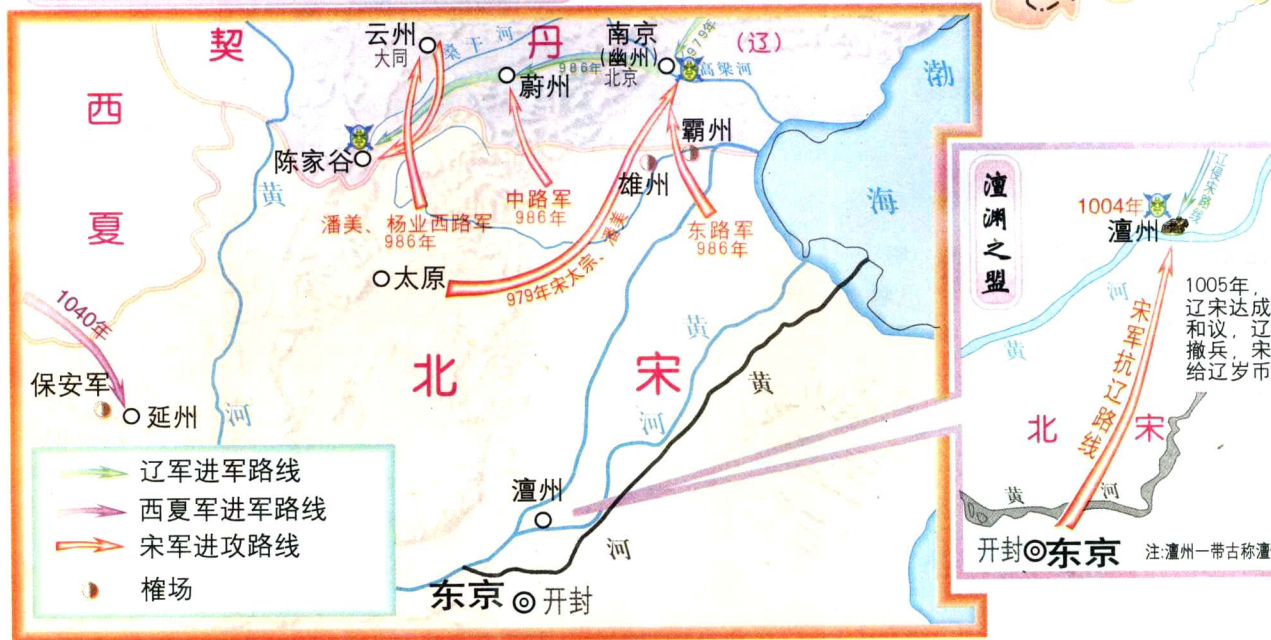 契
丹
(辽)
西
夏
云州
大同
桑干河
南京
(幽州)
北京
979年
高梁河
渤
海
986年
蔚州
霸州
雄州
陈家谷
黄
河
中路军
986年
潘美、杨业西路军
986年
东路军
986年
太原
979年宋太宗、潘美
1040年
保安军
延州
北
宋
黄
河
黄
河
澶州
东京
开封
辽军进军路线
西夏军进军路线
宋军进攻路线
榷场
澶渊之盟
辽侵宋路线
1004年
澶州
黄
河
1005年,
辽宋达成
和议,辽
撤兵,宋
给辽岁币
宋军抗辽路线
北
宋
黄
河
开封
东京
注:澶州一带古称澶